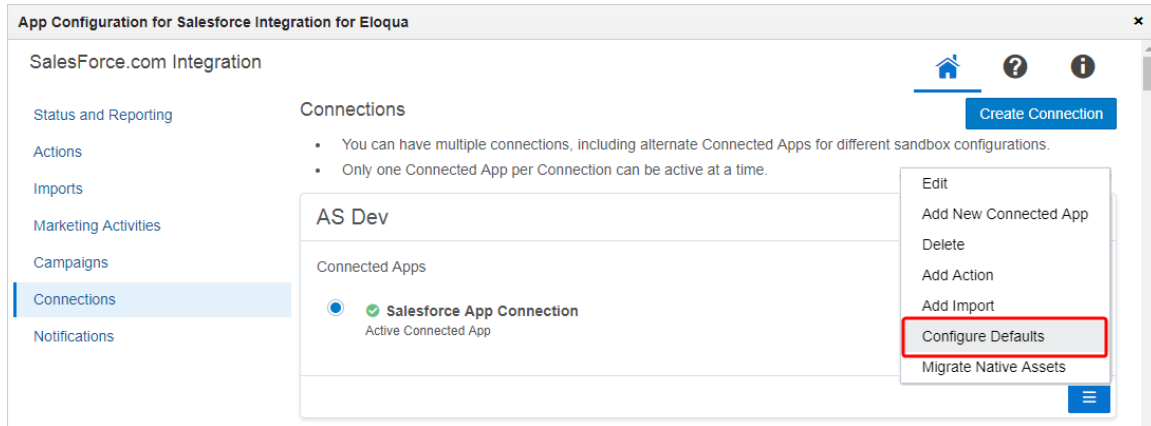 App Configuration for Salesforce Integration for Eloqua
SalesForce.com Integration
Status and Reporting
Actions
Imports
Marketing Activities
Campaigns
Connections
Notifications
Connections
Create Connection
You can have multiple connections, including alternate Connected Apps for different sandbox configurations.
Only one Connected App per Connection can be active at a time.
AS Dev
Connected Apps
Salesforce App Connection
Active Connected App
Edit
Add New Connected App
Delete
Add Action
Add Import
Configure Defaults
Migrate Native Assets